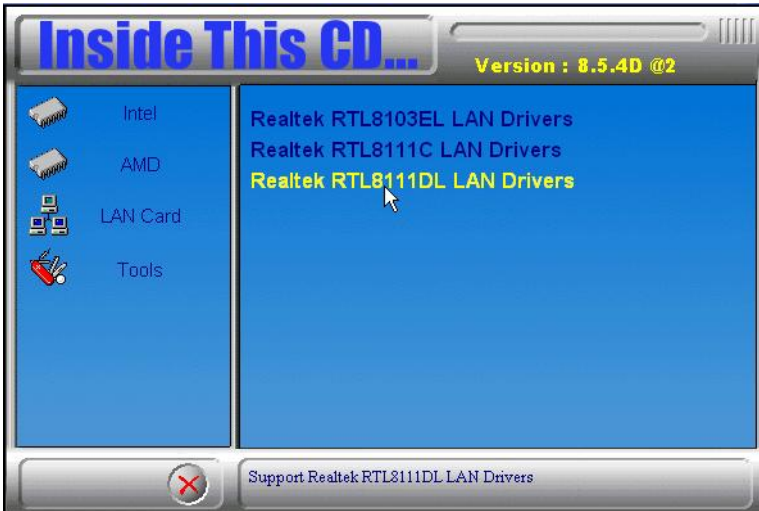 Inside This CD...
Version : 8.5.4D @2
Intel
AMD
LAN Card
Tools
Realtek RTL8103EL LAN Drivers
Realtek RTL8111C LAN Drivers
Realtek RTL8111DL LAN Drivers
Support Realtek RTL8111DL LAN Drivers